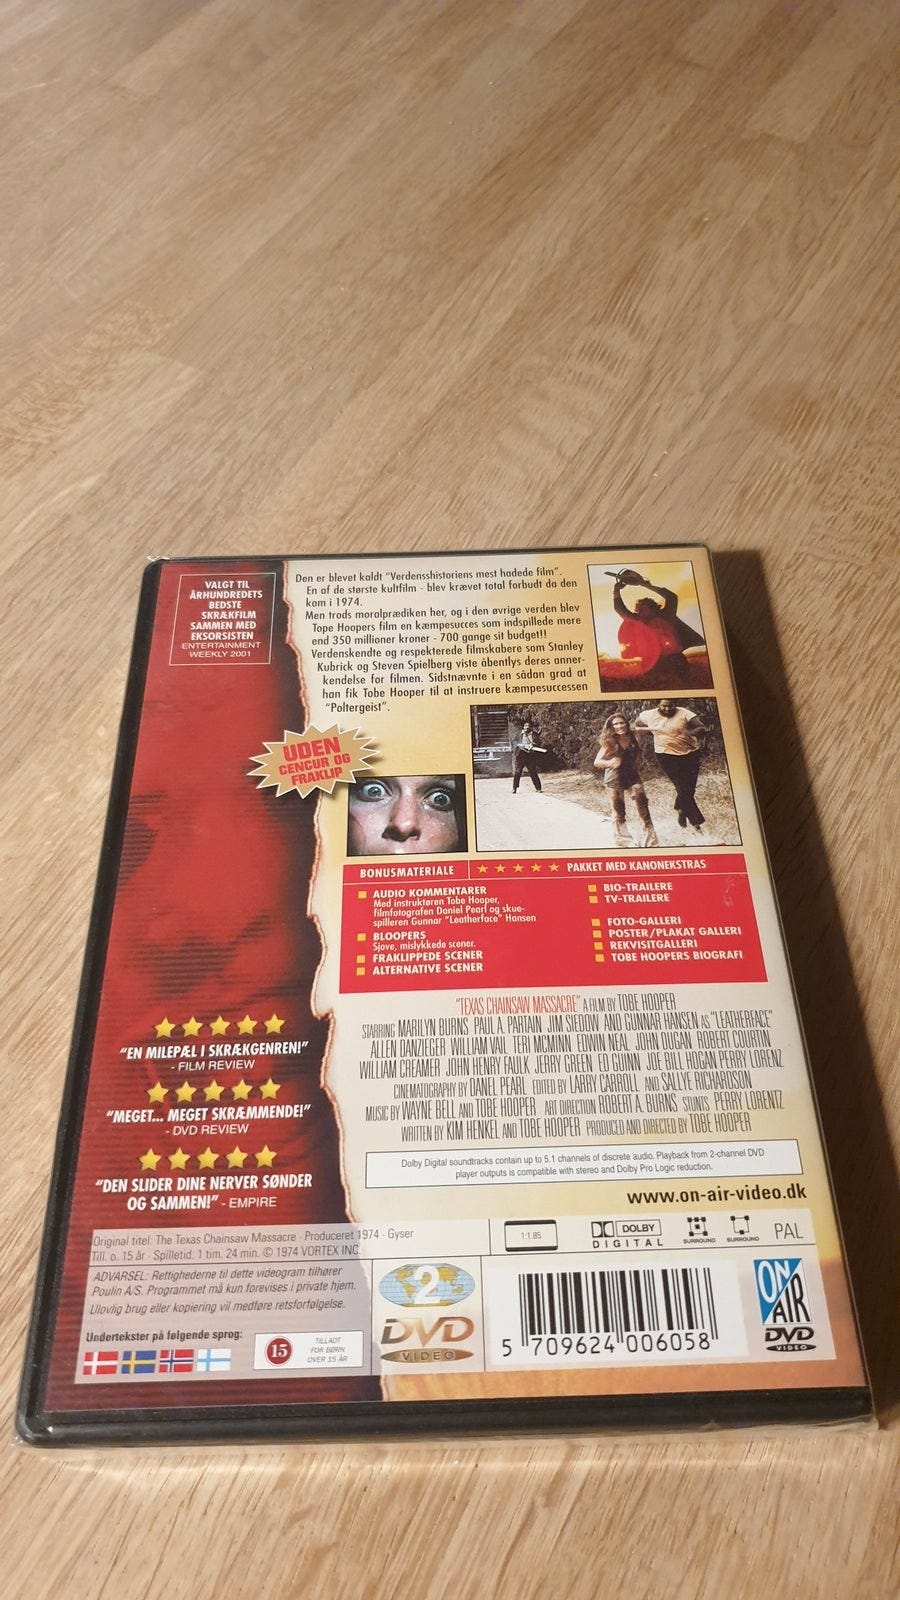 VALGT TIL
ÅRHUNDREDETS
BEDSTE
SKRÆKFILM
SAMMEN MED
EKSORSISTEN
ENTERTAINMENT
WEEKLY 2001
Den er blevet kaldt "Verdensshistoriens mest hadede film".
En af de største kultfilm - blev krævet total forbudt da den
kom i 1974.
Men trods moralprædiken her, og i den øvrige verden blev
Tope Hoopers film en kæmpesucces som indspillede mere
end 350 millioner kroner - 700 gange sit budget!!
Verdenskendte og respekterede filmskabere som Stanley
Kubrick og Steven Spielberg viste åbentlys deres aner-
kendelse for filmen. Sidstnævnte i en sådan grad at
han fik Tobe Hooper til at instruere kæmpesuccessen
"Poltergeist".
UDEN
CENCUR OG
FRAKLIP
BONUSMATERIALE
PAKKET MED KANONEKSTRAS
AUDIO KOMMENTARER
Med instruktøren Tobe Hooper,
filmfotografen Daniel Pearl og skue-
spilleren Gunnar "Leatherface" Hansen
BLOOPERS
Sjove, mislykkede scener.
FRAKLIPPEDE SCENER
ALTERNATIVE SCENER
BIO-TRAILERE
TV-TRAILERE
FOTO-GALLERI
POSTER/PLAKAT GALLERI
REKVISITGALLERI
TOBE HOOPERS BIOGRAFI
"EN MILEPÆL I SKRÆKGENREN!"
- FILM REVIEW
"MEGET... MEGET SKRÆMMENDE!"
- DVD REVIEW
"DEN SLIDER DINE NERVER SØNDER
OG SAMMEN!" - EMPIRE
"TEXAS CHAINSAW MASSACRE" A FILM BY TOBE HOOPER
STARRING MARILYN BURNS PAUL A. PARTAIN JIM SIEDOW AND GUNNAR HANSEN AS "LEATHERFACE"
ALLEN DANZIEGER WILLIAM VAIL TERI MCMINN EDWIN NEAL JOHN DUGAN ROBERT COURTIN
WILLIAM CREAMER JOHN HENRY FAULK JERRY GREEN ED GUINN JOE BILL HOGAN PERRY LORENZ
CINEMATOGRAPHY BY DANIEL PEARL EDITED BY LARRY CARROLL AND SALLYE RICHARDSON
MUSIC BY WAYNE BELL AND TOBE HOOPER ART DIRECTION ROBERT A. BURNS STUNTS PERRY LORENTZ
WRITTEN BY KIM HENKEL AND TOBE HOOPER PRODUCED AND DIRECTED BY TOBE HOOPER
Dolby Digital soundtracks contain up to 5.1 channels of discrete audio. Playback from 2-channel DVD
player outputs is compatible with stereo and Dolby Pro Logic reduction.
www.on-air-video.dk
Original titel: The Texas Chainsaw Massacre · Produceret 1974 · Gyser
Till. o. 15 år · Spilletid: 1 tim. 24 min. © 1974 VORTEX INC.
1:1.85
DOLBY
DIGITAL
SURROUND
SURROUND
PAL
ADVARSEL: Rettighederne til dette videogram tilhører
Poulin A/S. Programmet må kun forevises i private hjem.
Ulovlig brug eller kopiering vil medføre retsforfølgelse.
Undertekster på følgende sprog:
15
TILLADT
FOR BØRN
OVER 15 ÅR
2
DVD
VIDEO
5 709624 006058
ON
AIR
DVD
VIDEO